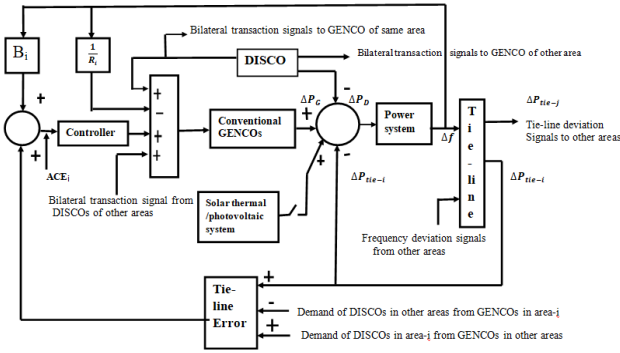 Bilateral transaction signals to GENCO of same area
B_i
1/R_i
DISCO
Bilateral transaction signals to GENCO of other area
+
−
+
+
+
Controller
ACE_i
+
+
Conventional
GENCOs
ΔP_G
ΔP_D
+
−
+
−
Power
system
Δf
Tie-line
ΔP_tie−j
Tie-line deviation
Signals to other areas
ΔP_tie−i
ΔP_tie−i
Bilateral transaction signal from
DISCOs of other areas
Solar thermal
/photovoltaic
system
Frequency deviation signals
from other areas
Tie-
line
Error
+
-
Demand of DISCOs in other areas from GENCOs in area-i
+
Demand of DISCOs in area-i from GENCOs in other areas